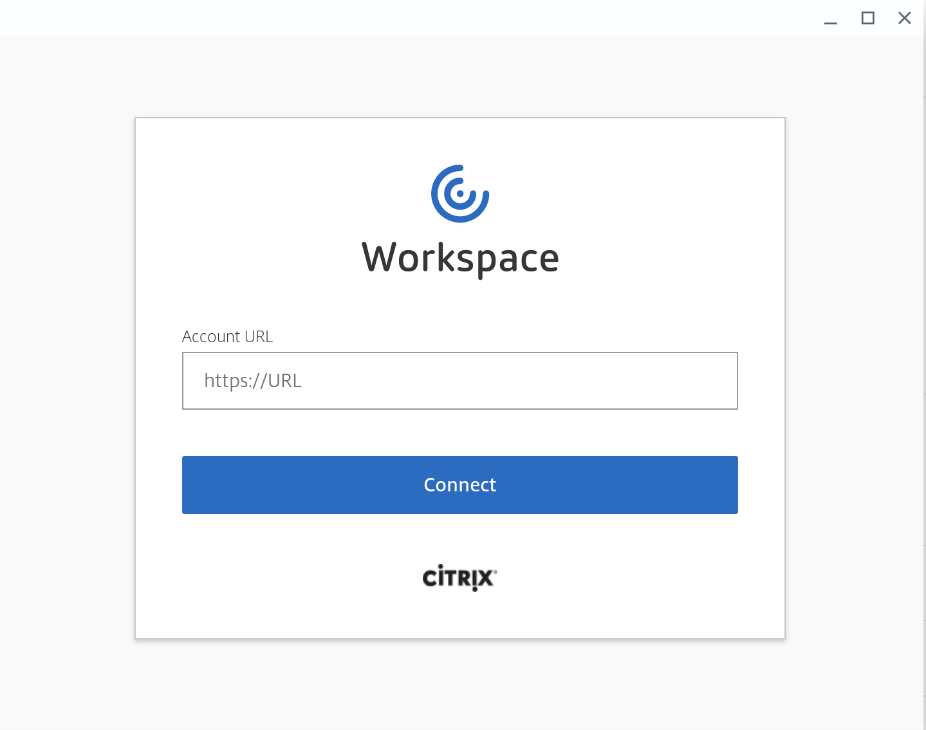 Workspace
Account URL
https://URL
Connect
CITRIX